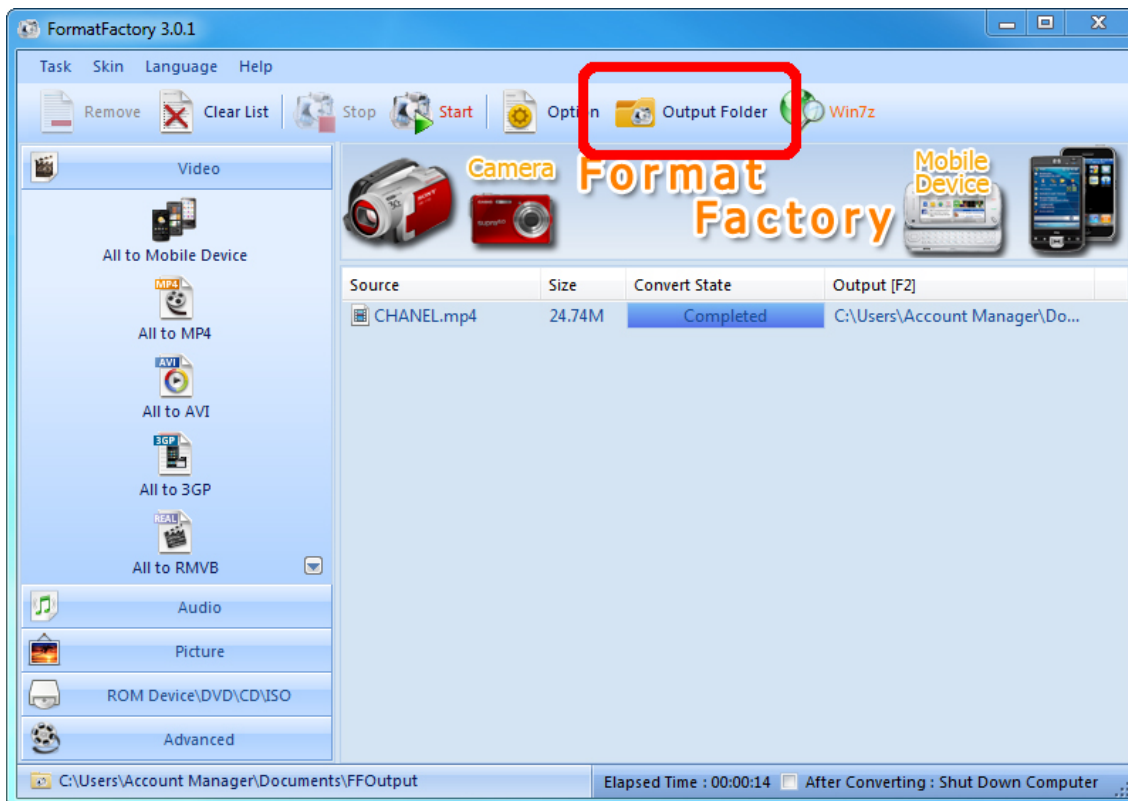 FormatFactory 3.0.1
Task Skin Language Help
Remove Clear List Stop Start Option Output Folder Win7z
Video
All to Mobile Device
MP4
All to MP4
AVI
All to AVI
3GP
All to 3GP
REAL
All to RMVB
Audio
Picture
ROM Device\DVD\CD\ISO
Advanced
Camera
Format
Factory
Mobile
Device
SONY
Source Size Convert State Output [F2]
CHANEL.mp4 24.74M Completed C:\Users\Account Manager\Do...
C:\Users\Account Manager\Documents\FFOutput Elapsed Time : 00:00:14 After Converting : Shut Down Computer